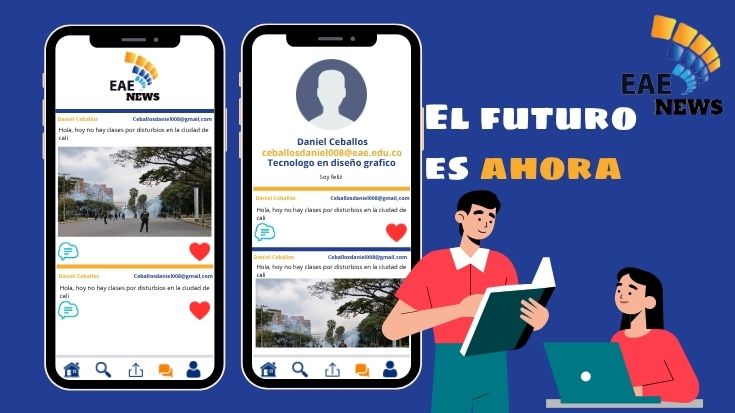 EAE
NEWS
Daniel Ceballos Ceballosdaniel008@gmail,com
Hola, hoy no hay clases por disturbios en la ciudad de
cali
Daniel Ceballos Ceballosdaniel008@gmail,com
Hola, hoy no hay clases por disturbios en la ciudad de
cali
Daniel Ceballos
ceballosdaniel008@eae.edu.co
Tecnologo en diseño grafico
Soy feliz
Daniel Ceballos Ceballosdaniel008@gmail.com
Hola, hoy no hay clases por disturbios en la ciudad de
cali
Daniel Ceballos Ceballosdaniel008@gmail.com
Hola, hoy no hay clases por disturbios en la ciudad de
cali
EAE
NEWS
El futuro
es ahora